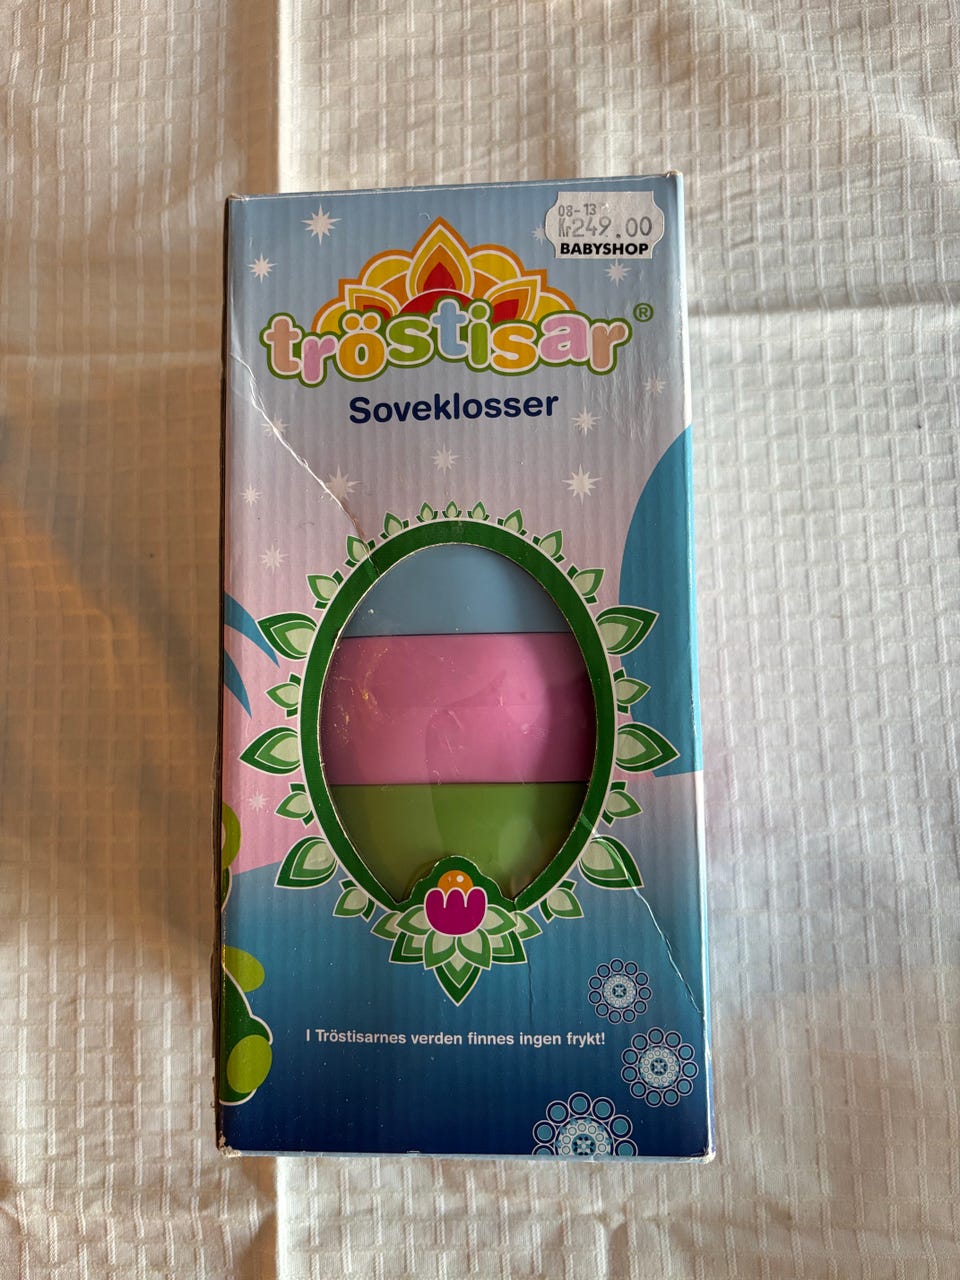 08-13
Kr249.00
BABYSHOP
tröstisar®
Soveklosser
I Tröstisarnes verden finnes ingen frykt!